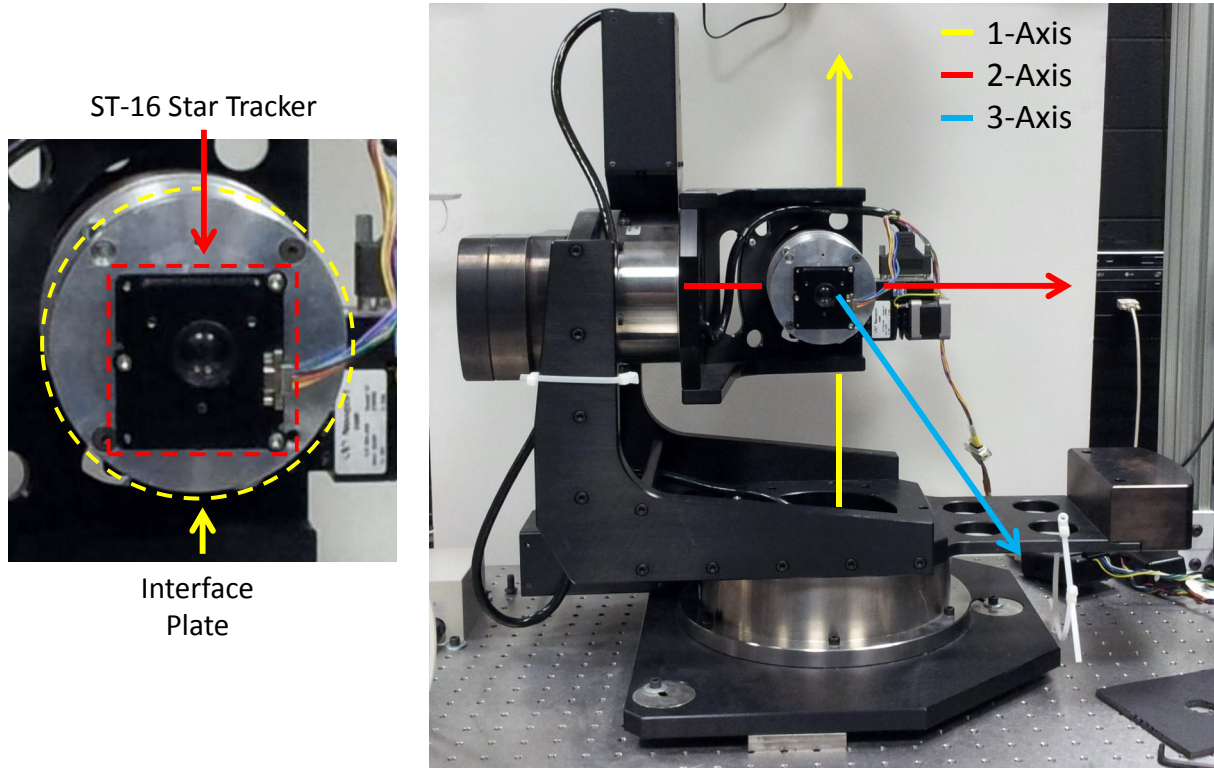 ST-16 Star Tracker
Interface
Plate
1-Axis
2-Axis
3-Axis